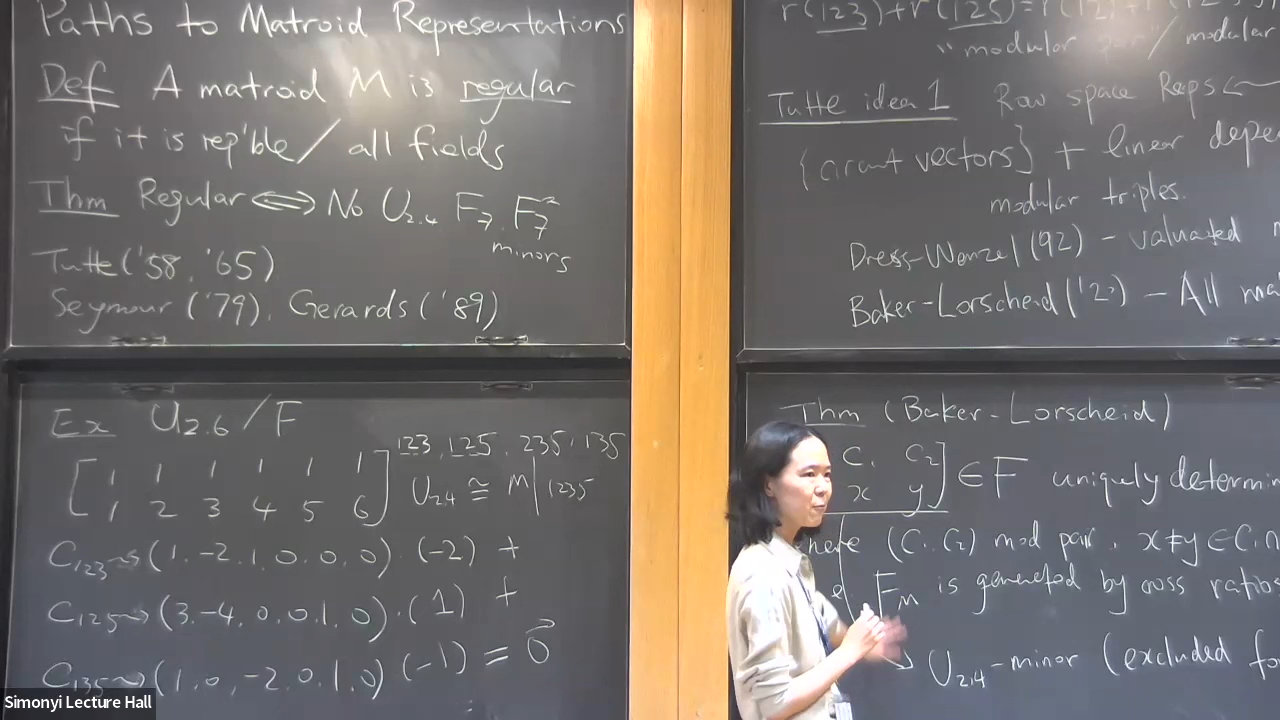 Paths to Matroid Representations
Def A matroid M is regular
if it is rep'ble / all fields
Thm Regular ⟺ No U₂.₄ F₇, F₇*
minors
Tutte ('58, '65)
Seymour ('79), Gerards ('89)
Ex U₂.₆ / F
[1 1 1 1 1 1
1 2 3 4 5 6]
123, 125, 235, 135
U₂,₄ ≅ M|1235
C₁₂₃ ⇝ (1, -2, 1, 0, 0, 0) · (-2) +
C₁₂₅ ⇝ (3, -4, 0, 0, 1, 0) · (1) +
C₁₃₅ ⇝ (1, 0, -2, 0, 1, 0) (-1) = 0⃗
r(123) + r(125) =
"modular pair" / modular
Tutte idea 1 Row space Reps ←
{circuit vectors} + linear
modular triples.
Dress-Wenzel (92) – valuated
Baker-Lorscheid – All
Thm (Baker-Lorscheid)
C₁ C₂
x y] ∈ F uniquely
(C₁, C₂) mod pair, x ≠ y ∈ C₁ ∩
F_M is generated by cross ratios
U₂,₄ -minor (excluded
Simonyi Lecture Hall